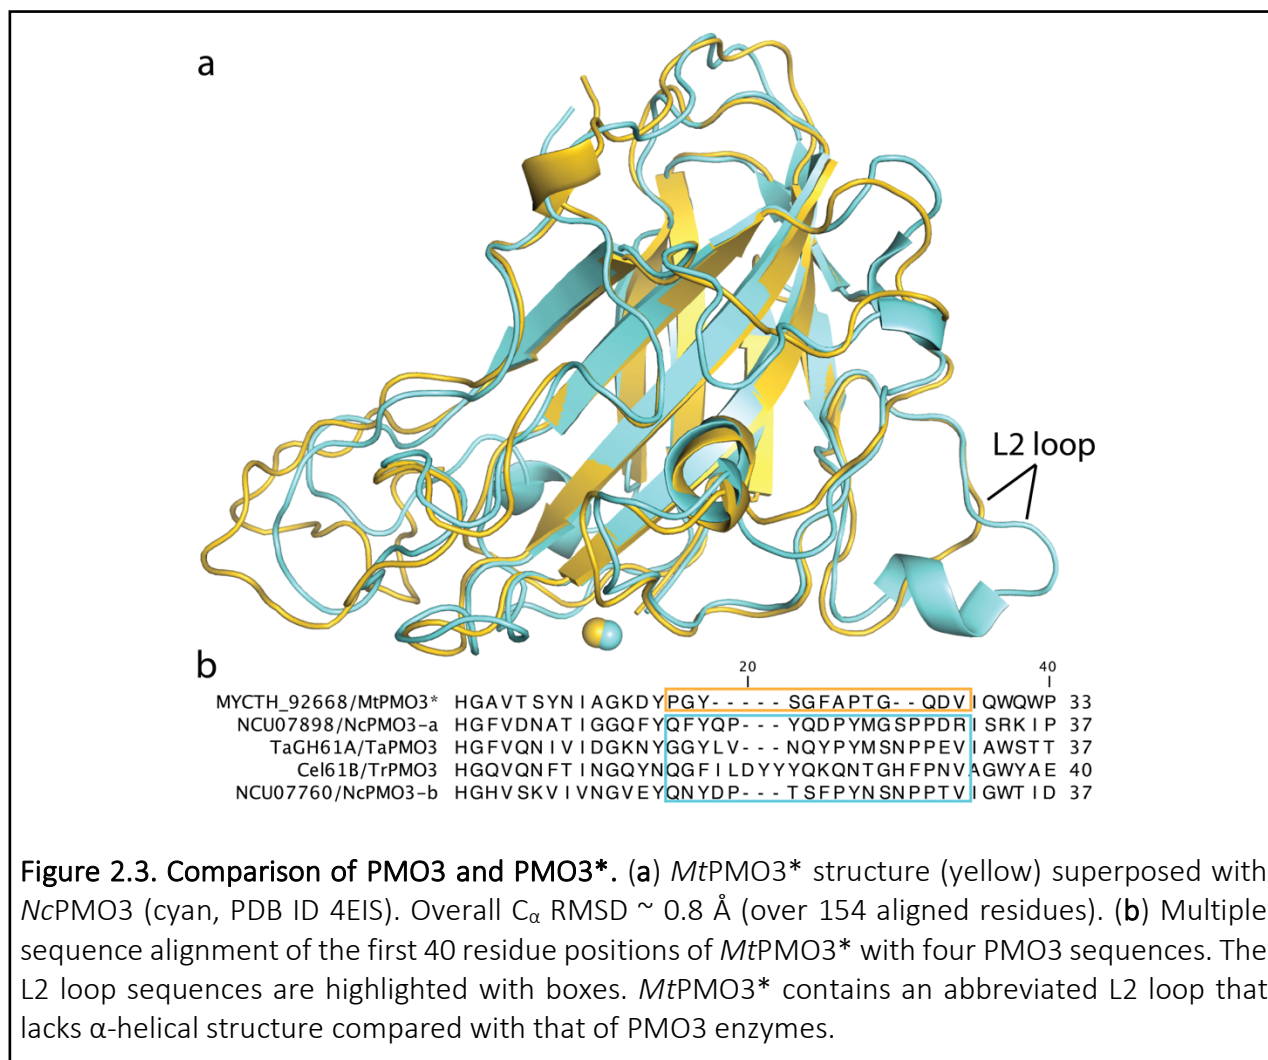 a
L2 loop
b
20 40
MYCTH_92668/MtPMO3* HGAVTSYNIAGKDYPGY-----SGFAPTG--QDVIQWQWP 33
NCU07898/NcPMO3-a HGFVDNATIGGQFYQFYQP---YQDPYMGSPPDRISRKIP 37
TaGH61A/TaPMO3 HGFVQNIVIDGKNYGGYLV---NQYPYMSNPPEVIAWSTT 37
Cel61B/TrPMO3 HGQVQNFTINGQYNQGFILDYYYQKQNTGHFPNVAGWYAE 40
NCU07760/NcPMO3-b HGHVSKVIVNGVEYQNYDP---TSFPYNSNPPTVIGWTID 37
Figure 2.3. Comparison of PMO3 and PMO3*. (a) MtPMO3* structure (yellow) superposed with
NcPMO3 (cyan, PDB ID 4EIS). Overall Cα RMSD ~ 0.8 Å (over 154 aligned residues). (b) Multiple
sequence alignment of the first 40 residue positions of MtPMO3* with four PMO3 sequences. The
L2 loop sequences are highlighted with boxes. MtPMO3* contains an abbreviated L2 loop that
lacks α-helical structure compared with that of PMO3 enzymes.